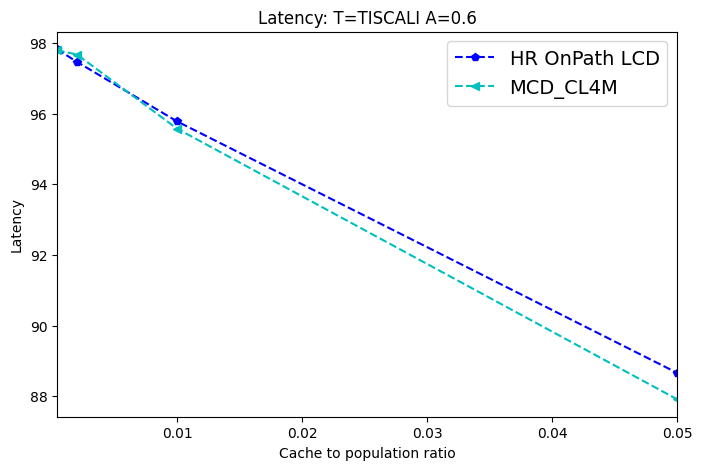 Latency: T=TISCALI A=0.6
HR OnPath LCD
MCD_CL4M
Latency
98
96
94
92
90
88
0.01
0.02
0.03
0.04
0.05
Cache to population ratio